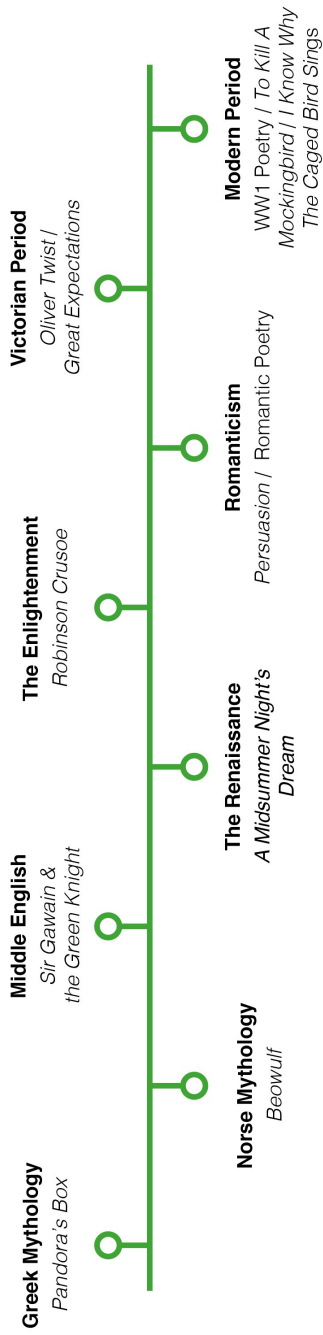 Greek Mythology
Pandora's Box
Norse Mythology
Beowulf
Middle English
Sir Gawain &
the Green Knight
The Renaissance
A Midsummer Night's
Dream
The Enlightenment
Robinson Crusoe
Romanticism
Persuasion / Romantic Poetry
Victorian Period
Oliver Twist /
Great Expectations
Modern Period
WW1 Poetry / To Kill A
Mockingbird / I Know Why
The Caged Bird Sings